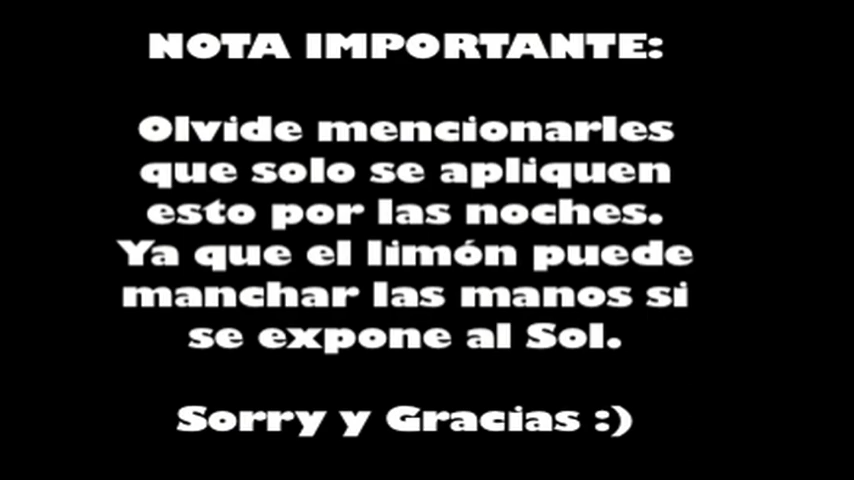 NOTA IMPORTANTE:
Olvide mencionarles
que solo se apliquen
esto por las noches.
Ya que el limón puede
manchar las manos si
se expone al Sol.
Sorry y Gracias :)